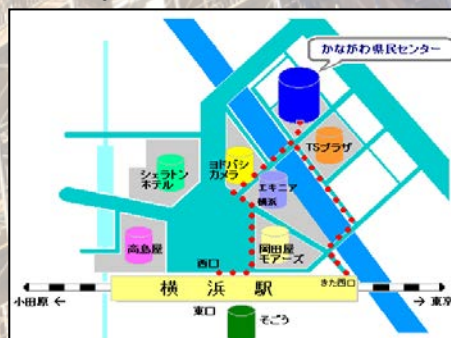 かながわ県民センター
TSプラザ
ヨドバシ
カメラ
シェラトン
ホテル
エキニア
横浜
高島屋
岡田屋
モアーズ
西口
きた西口
横浜駅
小田原 ←
→ 東京
東口
そごう